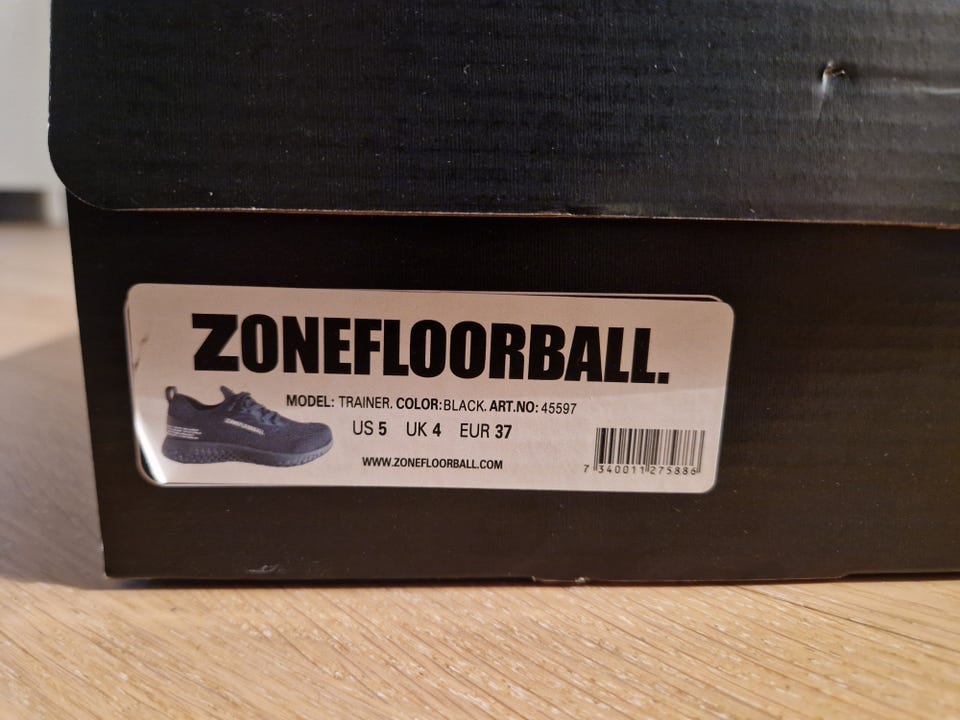 ZONEFLOORBALL.
MODEL: TRAINER. COLOR:BLACK. ART.NO: 45597
US 5 UK 4 EUR 37
ZONEFLOORBALL
WWW.ZONEFLOORBALL.COM
7 340011 275886